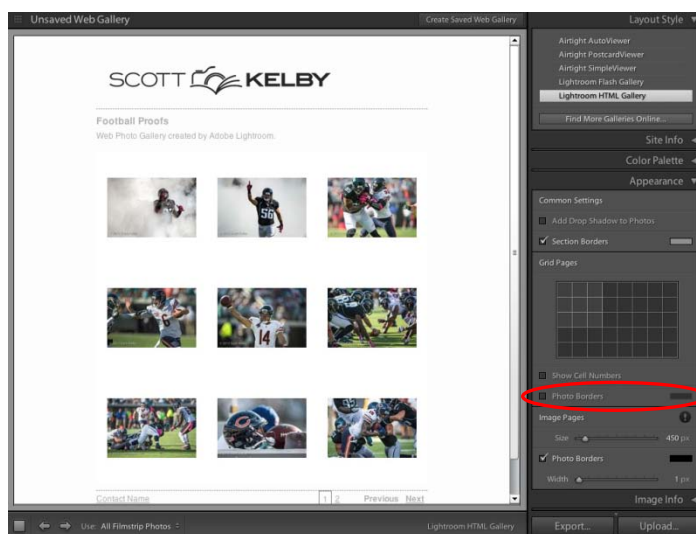 Unsaved Web Gallery
Create Saved Web Gallery
SCOTT KELBY
Football Proofs
Web Photo Gallery created by Adobe Lightroom.
56
6
14
Contact Name
1 2 Previous Next
Use: All Filmstrip Photos
Lightroom HTML Gallery
Layout Style
Airtight AutoViewer
Airtight PostcardViewer
Airtight SimpleViewer
Lightroom Flash Gallery
Lightroom HTML Gallery
Find More Galleries Online...
Site Info
Color Palette
Appearance
Common Settings
Add Drop Shadow to Photos
Section Borders
Grid Pages
Show Cell Numbers
Photo Borders
Image Pages
!
Size 450 px
Photo Borders
Width 1 px
Image Info
Export...
Upload...